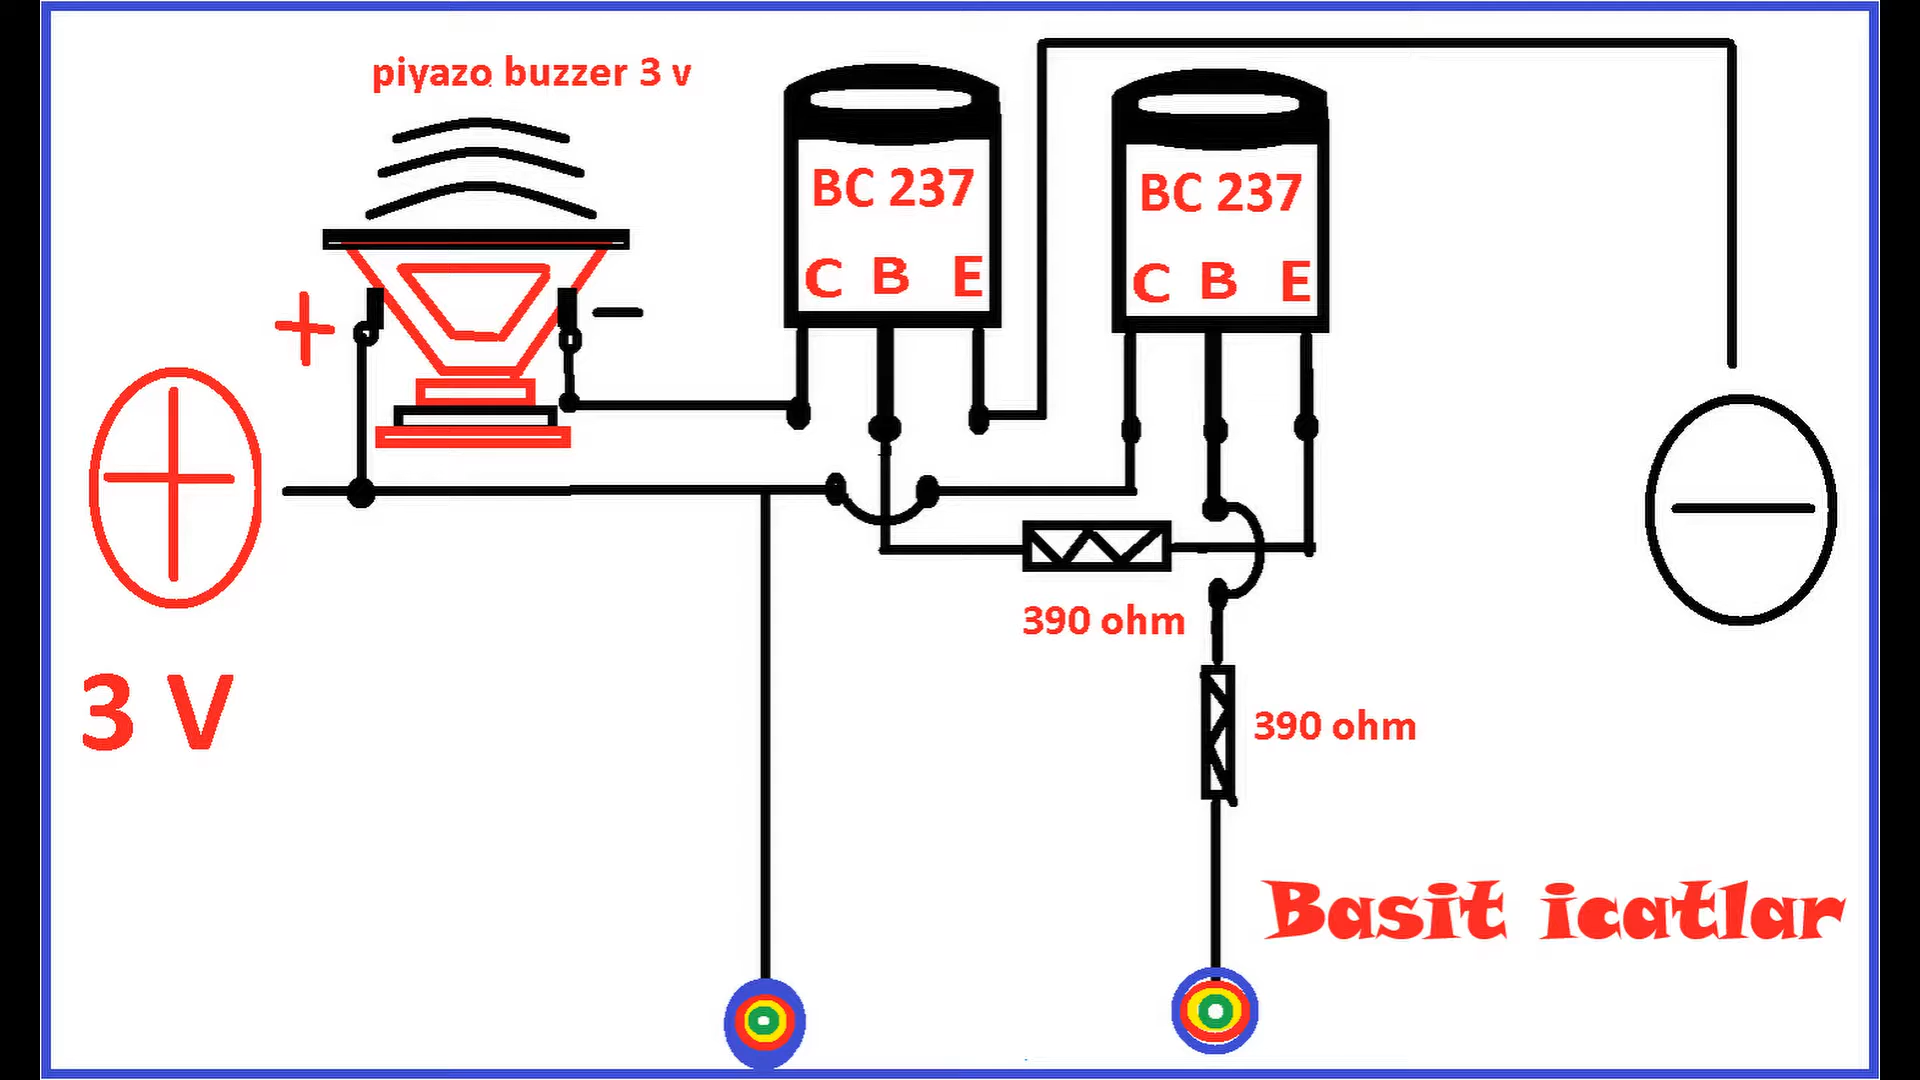 piyazo buzzer 3 v
BC 237
C B E
BC 237
C B E
+
-
3 V
390 ohm
390 ohm
Basit icatlar